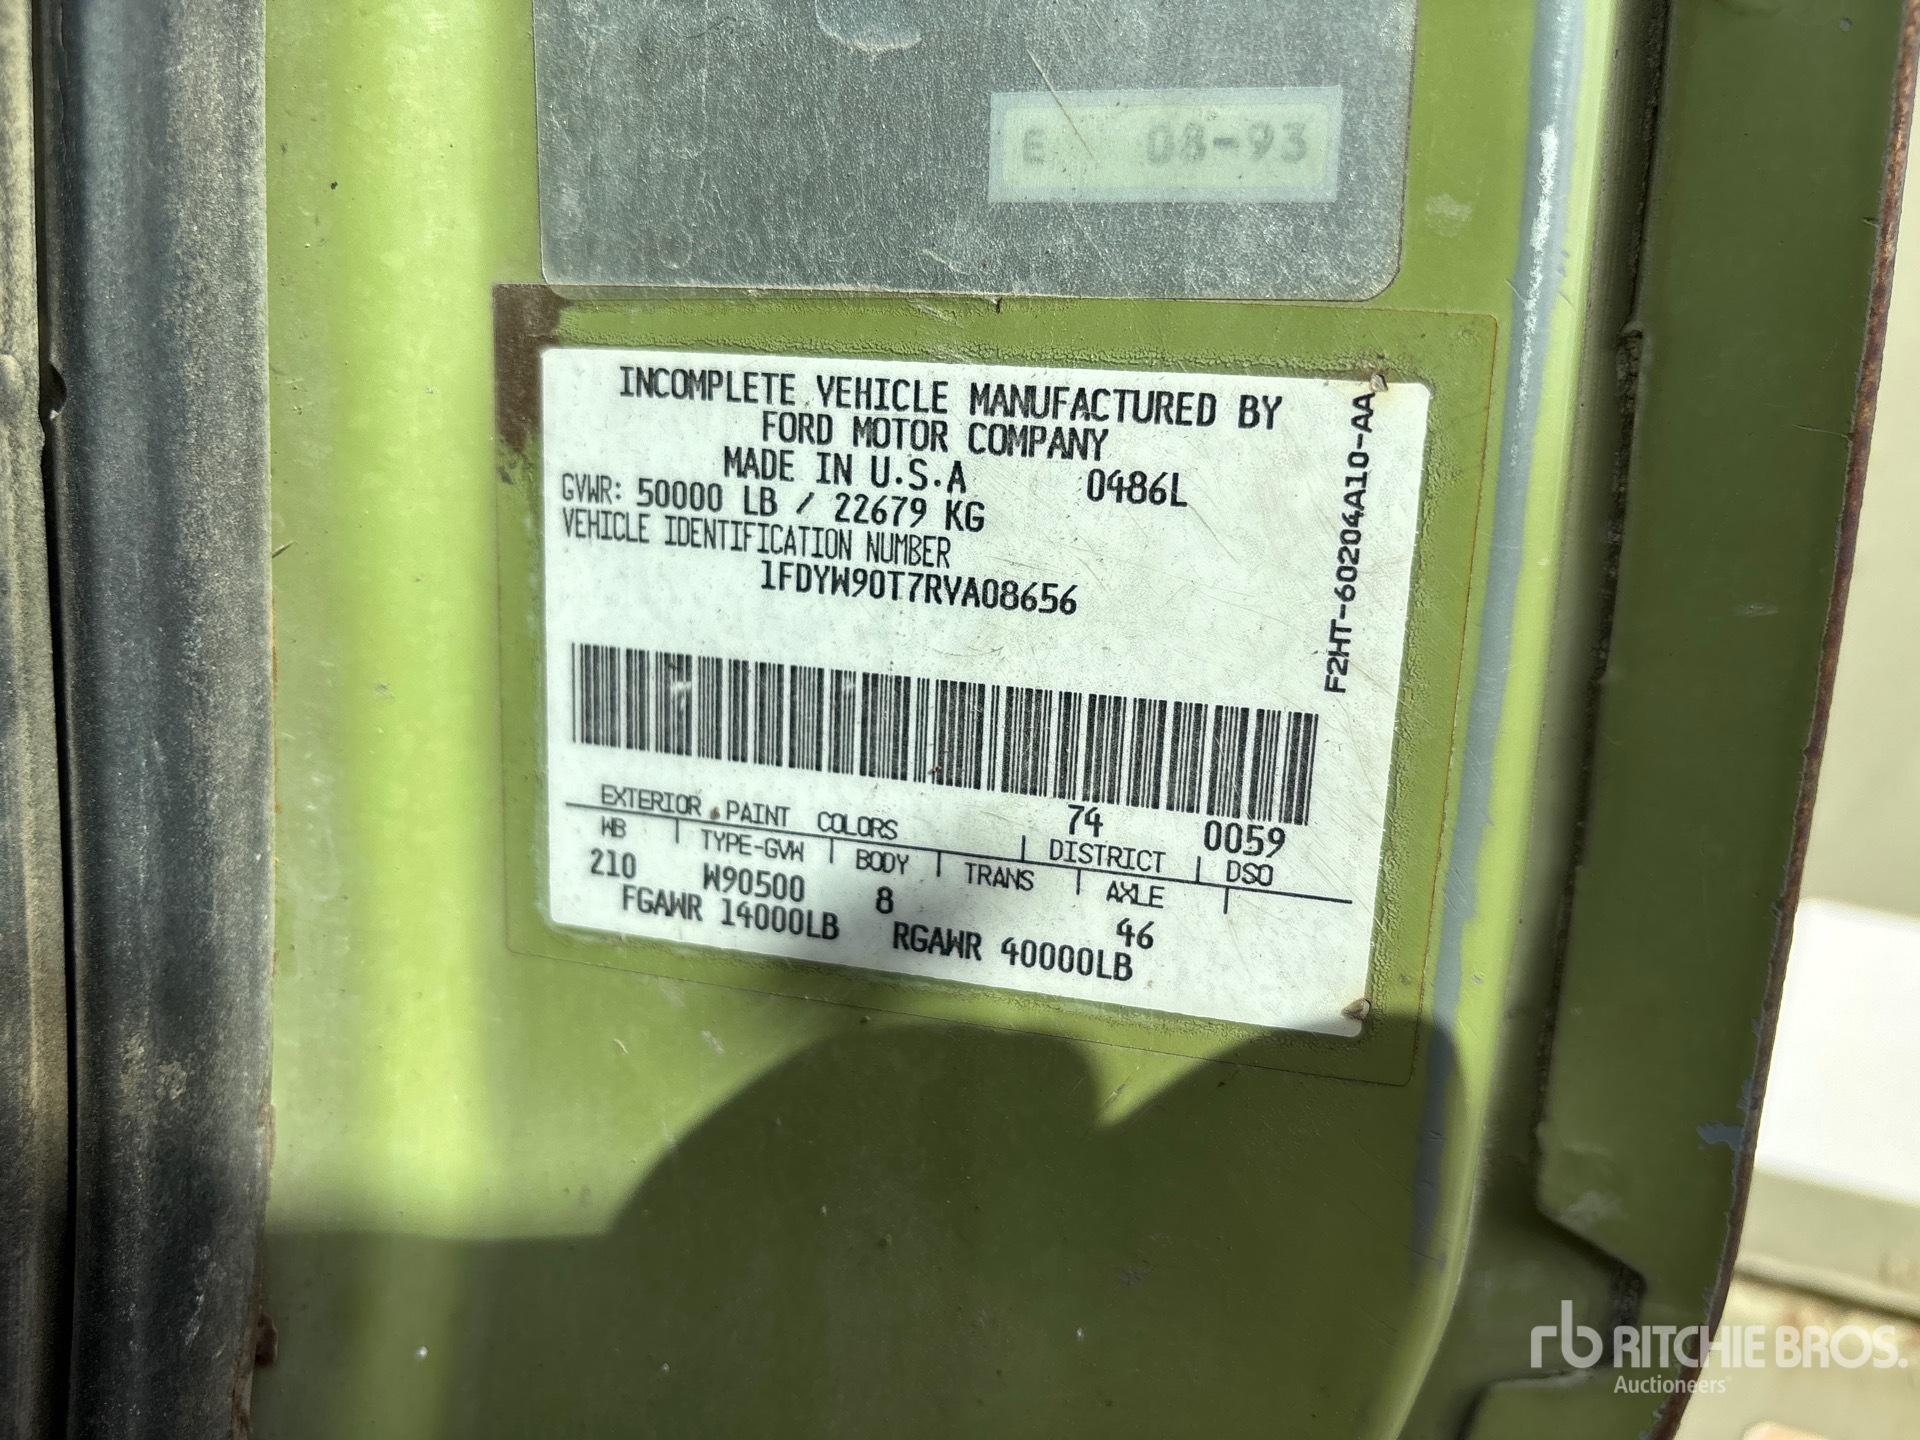 E 08-93
INCOMPLETE VEHICLE MANUFACTURED BY
FORD MOTOR COMPANY
MADE IN U.S.A 0486L
GVWR: 50000 LB / 22679 KG
VEHICLE IDENTIFICATION NUMBER
1FDYW90T7RVA08656
F2HT-60204A10-AA
EXTERIOR PAINT COLORS 74 0059
WB TYPE-GVW BODY TRANS DISTRICT AXLE DSO
210 W90500 8 46
FGAWR 14000LB RGAWR 40000LB
rb RITCHIE BROS.
Auctioneers